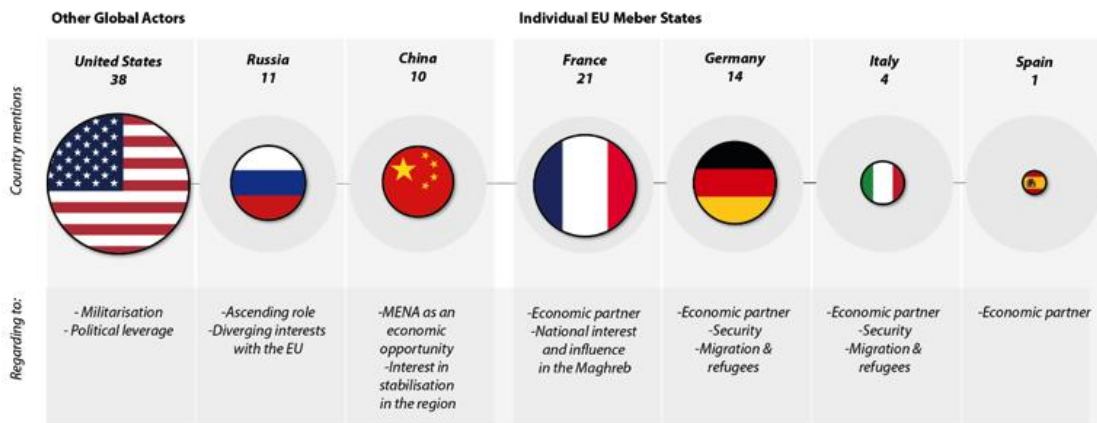 Other Global Actors
Individual EU Meber States
United States
38
Russia
11
China
10
France
21
Germany
14
Italy
4
Spain
1
Country mentions
Regarding to:
- Militarisation
- Political leverage
-Ascending role
-Diverging interests
with the EU
-MENA as an
economic
opportunity
-Interest in
stabilisation
in the region
-Economic partner
-National interest
and influence
in the Maghreb
-Economic partner
-Security
-Migration &
refugees
-Economic partner
-Security
-Migration &
refugees
-Economic partner